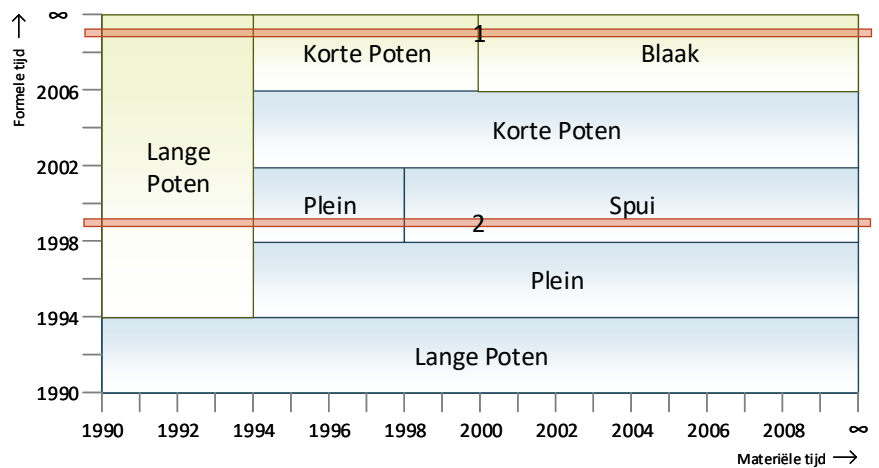 ∞
Formele tijd
1
Korte Poten
Blaak
2006
Korte Poten
Lange
Poten
2002
Plein
Spui
2
1998
Plein
1994
Lange Poten
1990
1990 1992 1994 1996 1998 2000 2002 2004 2006 2008 ∞
Materiële tijd